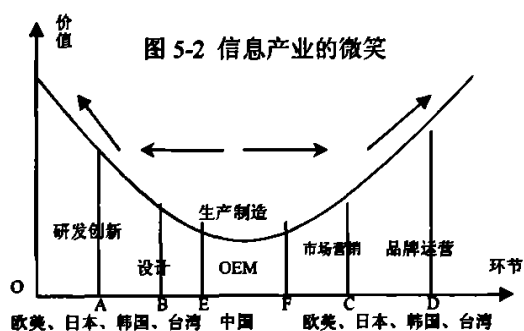 价值
图 5-2 信息产业的微笑
生产制造
研发创新
市场营销
品牌运营
设计
OEM
环节
O
A B E F C D
欧美、日本、韩国、台湾 中国 欧美、日本、韩国、台湾